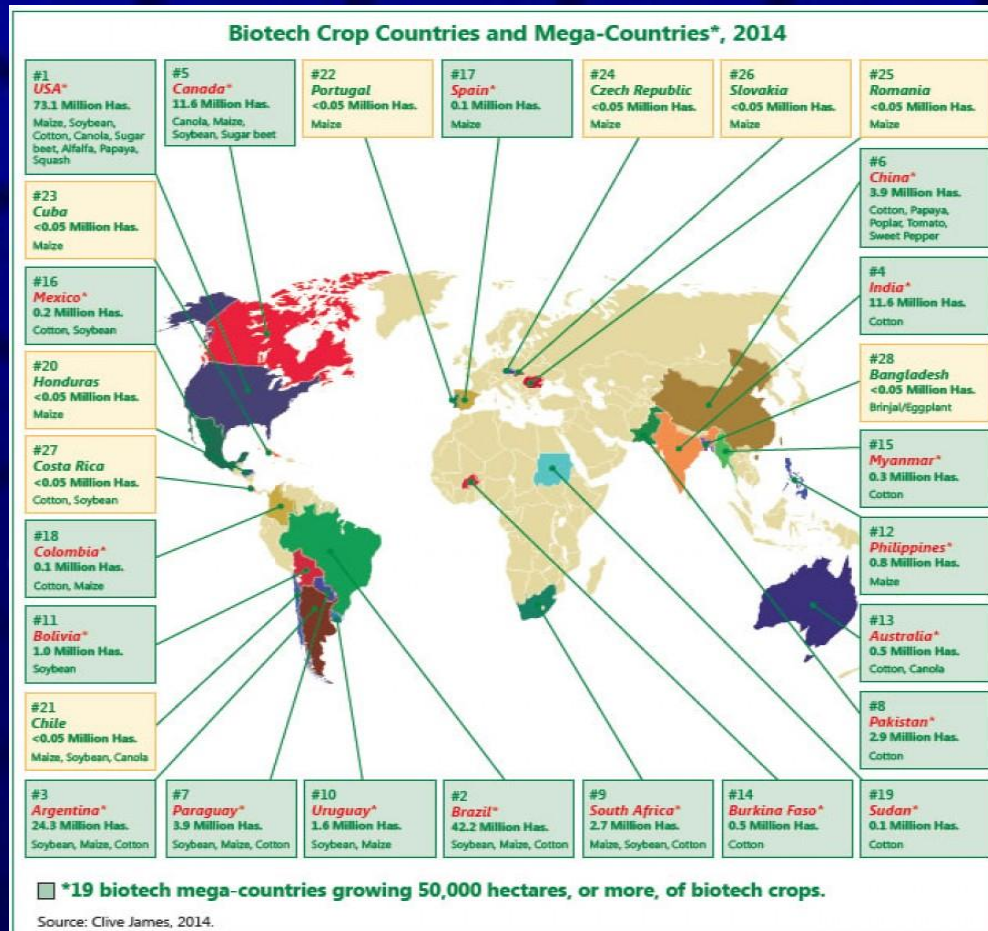 Biotech Crop Countries and Mega-Countries*, 2014
#1
USA*
73.1 Million Has.
Maize, Soybean,
Cotton, Canola, Sugar
beet, Alfalfa, Papaya,
Squash
#5
Canada*
11.6 Million Has.
Canola, Maize,
Soybean, Sugar beet
#22
Portugal
<0.05 Million Has.
Maize
#17
Spain*
0.1 Million Has.
Maize
#24
Czech Republic
<0.05 Million Has.
Maize
#26
Slovakia
<0.05 Million Has.
Maize
#25
Romania
<0.05 Million Has.
Maize
#23
Cuba
<0.05 Million Has.
Maize
#16
Mexico*
0.2 Million Has.
Cotton, Soybean
#20
Honduras
<0.05 Million Has.
Maize
#27
Costa Rica
<0.05 Million Has.
Cotton, Soybean
#18
Colombia*
0.1 Million Has.
Cotton, Maize
#11
Bolivia*
1.0 Million Has.
Soybean
#21
Chile
<0.05 Million Has.
Maize, Soybean, Canola
#6
China*
3.9 Million Has.
Cotton, Papaya,
Poplar, Tomato,
Sweet Pepper
#4
India*
11.6 Million Has.
Cotton
#28
Bangladesh
<0.05 Million Has.
Brinjal/Eggplant
#15
Myanmar*
0.3 Million Has.
Cotton
#12
Philippines*
0.8 Million Has.
Maize
#13
Australia*
0.5 Million Has.
Cotton, Canola
#8
Pakistan*
2.9 Million Has.
Cotton
#3
Argentina*
24.3 Million Has.
Soybean, Maize, Cotton
#7
Paraguay*
3.9 Million Has.
Soybean, Maize, Cotton
#10
Uruguay*
1.6 Million Has.
Soybean, Maize
#2
Brazil*
42.2 Million Has.
Soybean, Maize, Cotton
#9
South Africa*
2.7 Million Has.
Maize, Soybean, Cotton
#14
Burkina Faso*
0.5 Million Has.
Cotton
#19
Sudan*
0.1 Million Has.
Cotton
*19 biotech mega-countries growing 50,000 hectares, or more, of biotech crops.
Source: Clive James, 2014.